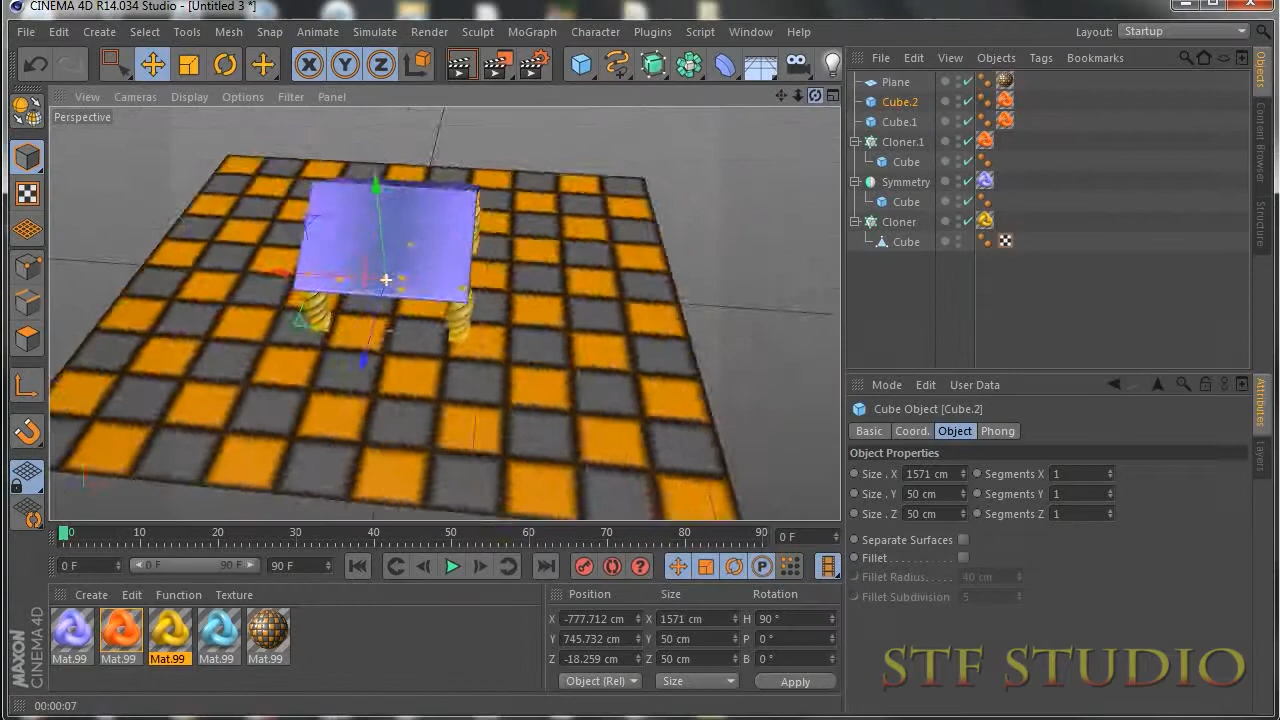 CINEMA 4D R14.034 Studio - [Untitled 3 *]
File Edit Create Select Tools Mesh Snap Animate Simulate Render Sculpt MoGraph Character Plugins Script Window Help Layout: Startup
X Y Z
File Edit View Objects Tags Bookmarks
View Cameras Display Options Filter Panel
Perspective
Plane
Cube.2
Cube.1
Cloner.1
Cube
Symmetry
Cube
Cloner
Cube
Objects
Content Browser
Structure
Mode Edit User Data
Cube Object [Cube.2]
Basic Coord. Object Phong
Object Properties
Size . X 1571 cm Segments X 1
Size . Y 50 cm Segments Y 1
Size . Z 50 cm Segments Z 1
Separate Surfaces
Fillet
Fillet Radius 40 cm
Fillet Subdivision 5
Attributes
Layers
0 10 20 30 40 50 60 70 80 90 0 F
0 F 0 F 90 F 90 F P
Create Edit Function Texture
Mat.99 Mat.99 Mat.99 Mat.99 Mat.99
Position Size Rotation
X -777.712 cm X 1571 cm H 90 °
Y 745.732 cm Y 50 cm P 0 °
Z -18.259 cm Z 50 cm B 0 °
Object (Rel) Size Apply
MAXON
CINEMA 4D
STF STUDIO
00:00:07